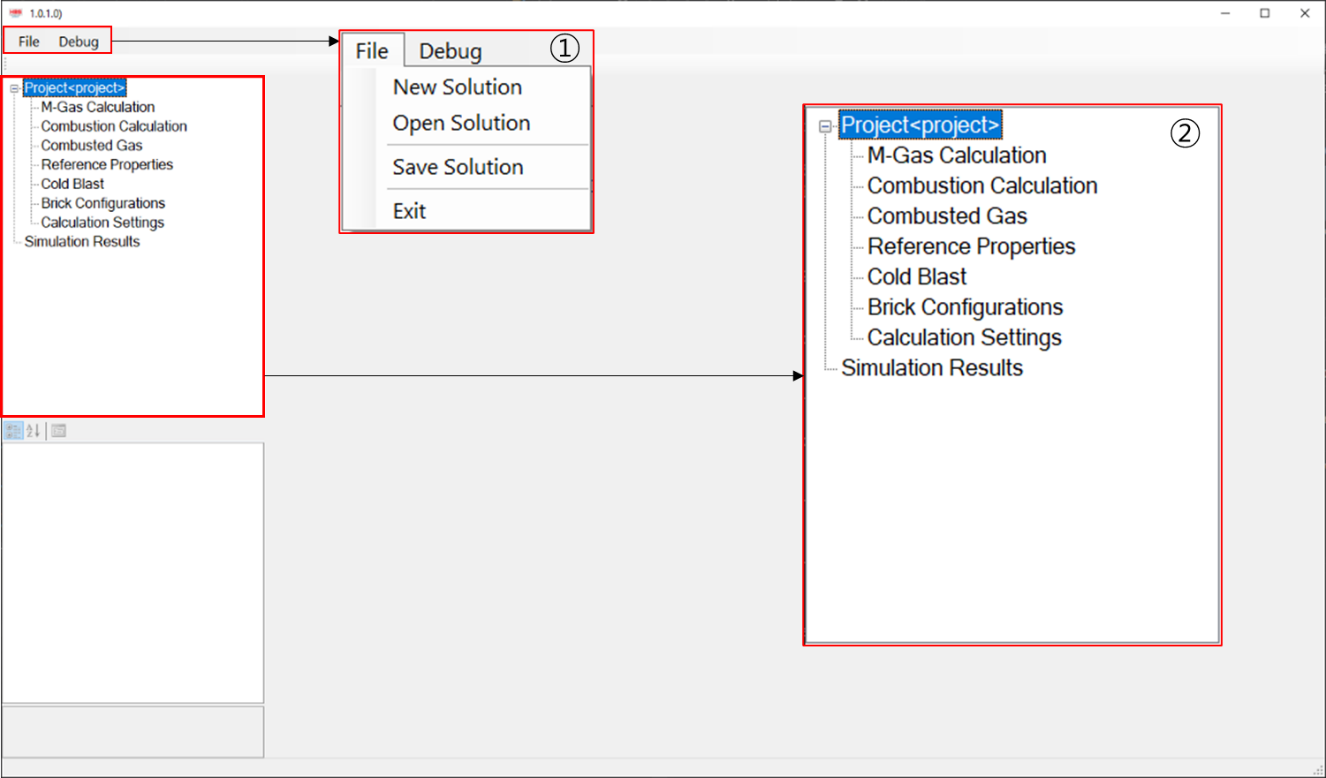 1.0.1.0)
File Debug
Project<project>
M-Gas Calculation
Combustion Calculation
Combusted Gas
Reference Properties
Cold Blast
Brick Configurations
Calculation Settings
Simulation Results
File Debug ①
New Solution
Open Solution
Save Solution
Exit
Project<project> ②
M-Gas Calculation
Combustion Calculation
Combusted Gas
Reference Properties
Cold Blast
Brick Configurations
Calculation Settings
Simulation Results